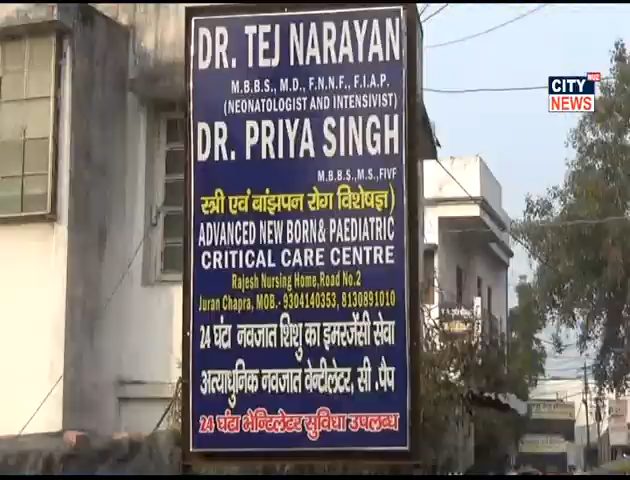 DR. TEJ NARAYAN
M.B.B.S., M.D., F.N.N.F., F.I.A.P.
(NEONATOLOGIST AND INTENSIVIST)
DR. PRIYA SINGH
M.B.B.S.,M.S.,FIVF
स्त्री एवं बांझपन रोग विशेषज्ञ)
ADVANCED NEW BORN& PAEDIATRIC
CRITICAL CARE CENTRE
Rajesh Nursing Home,Road No.2
Juran Chapra, MOB.- 9304140353, 8130891010
24 घंटा नवजात शिशु का इमरजेंसी सेवा
अत्याधुनिक नवजात वेन्टीलेटर, सी .पैप
24 घंटा भेन्टिलेटर सुविधा उपलब्ध
CITY
NEWS